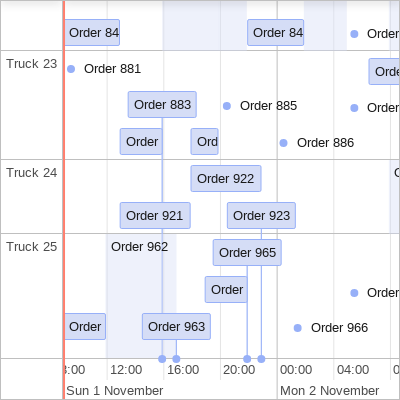 Order 84
Order 84
Order
Truck 23
Order 881
Orde
Order 883
Order 885
Order
Order
Ord
Order 886
Truck 24
Order 922
Order 921
Order 923
Truck 25
Order 962
Order 965
Order
Order
Order
Order 963
Order 966
:00
12:00
16:00
20:00
00:00
04:00
Sun 1 November
Mon 2 November